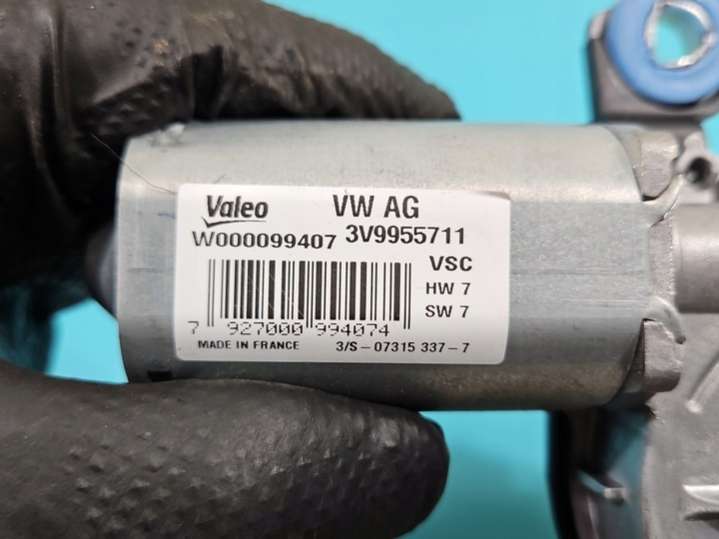 Valeo VW AG
W000099407 3V9955711
VSC
HW 7
SW 7
7 927000 994074
MADE IN FRANCE 3/S-07315 337-7